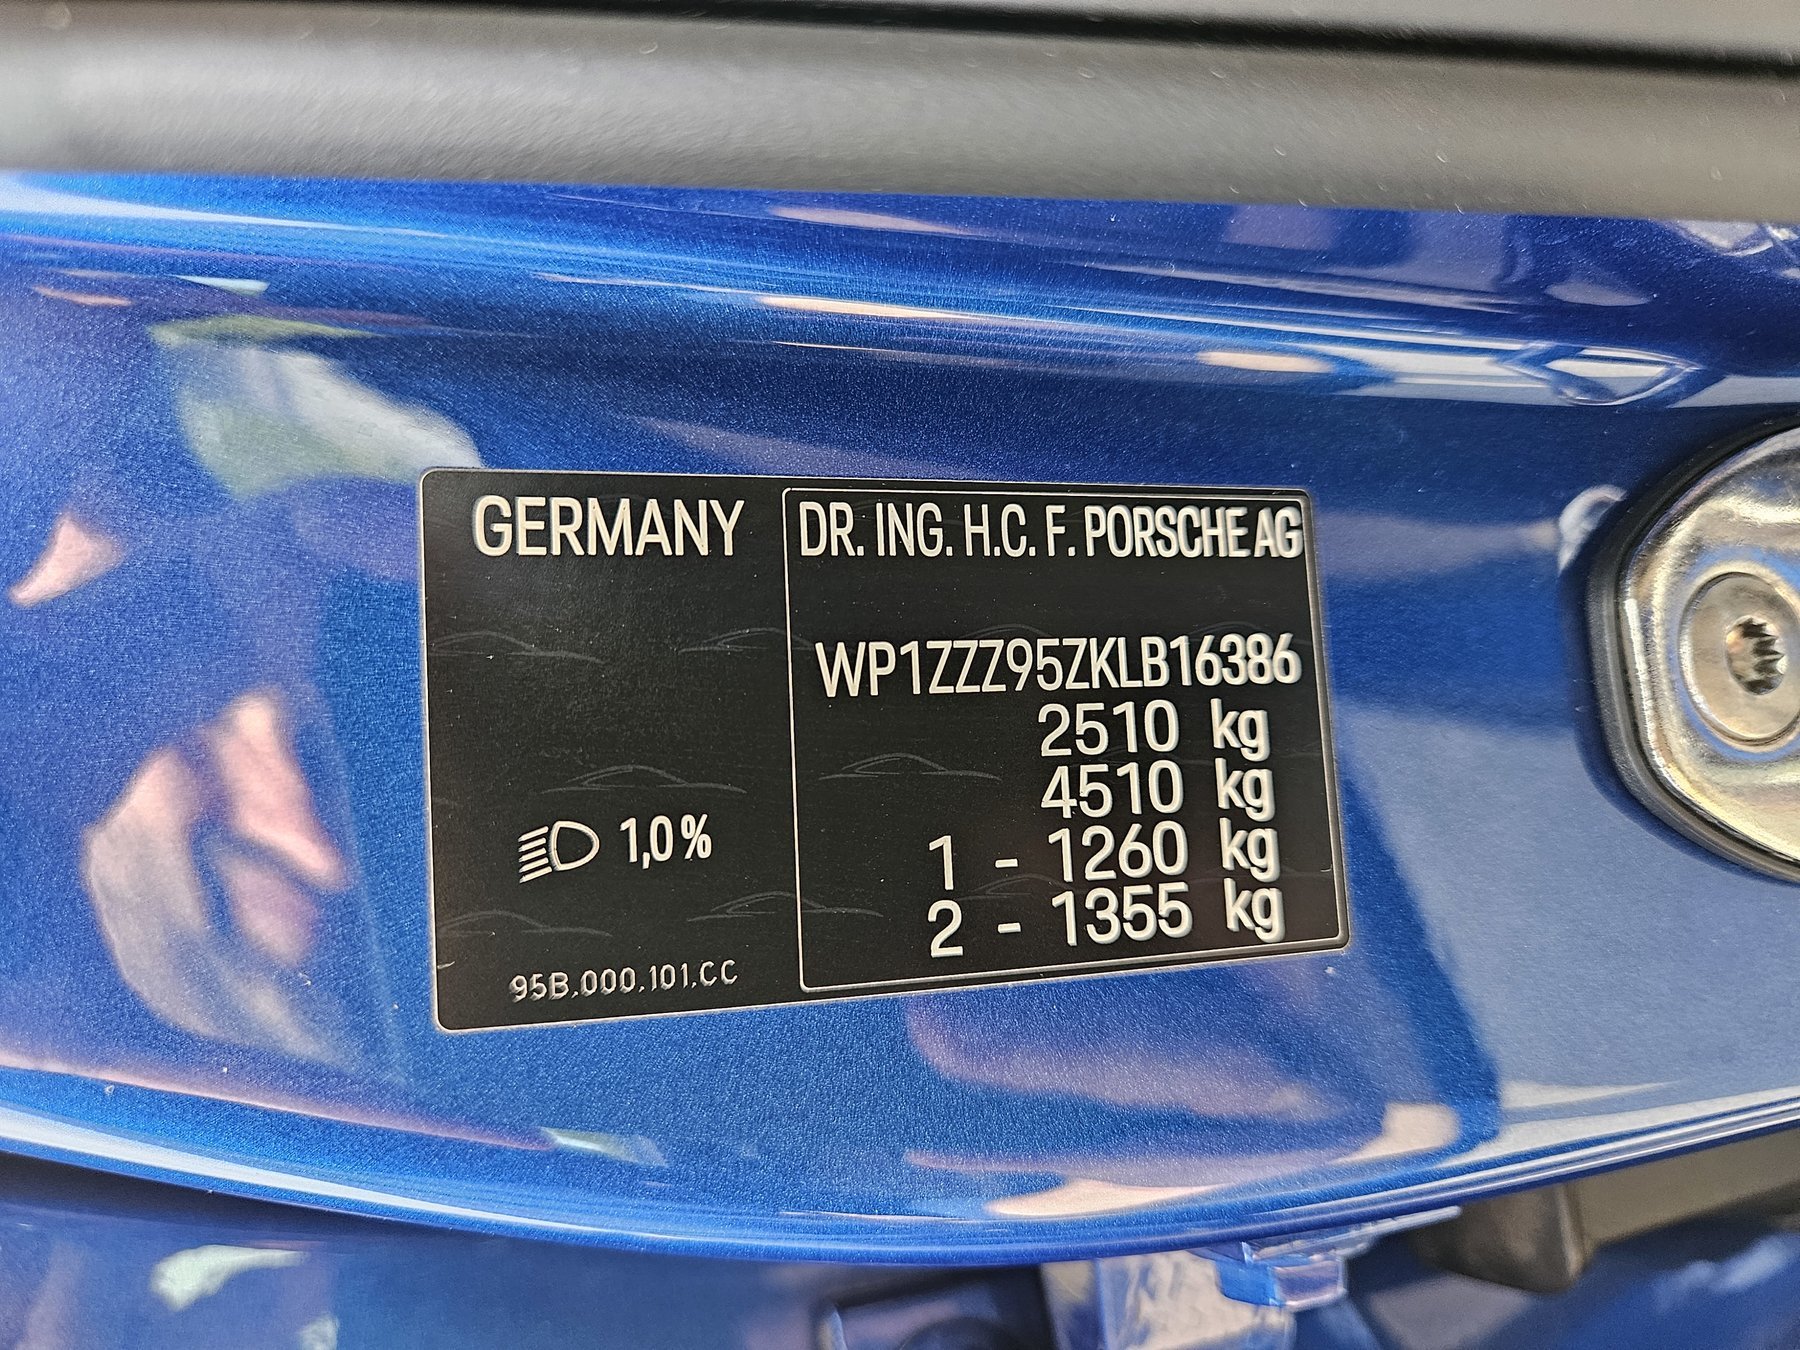 GERMANY
1,0%
95B.000.101.CC
DR. ING. H.C. F. PORSCHE AG
WP1ZZZ95ZKLB16386
2510 kg
4510 kg
1 - 1260 kg
2 - 1355 kg